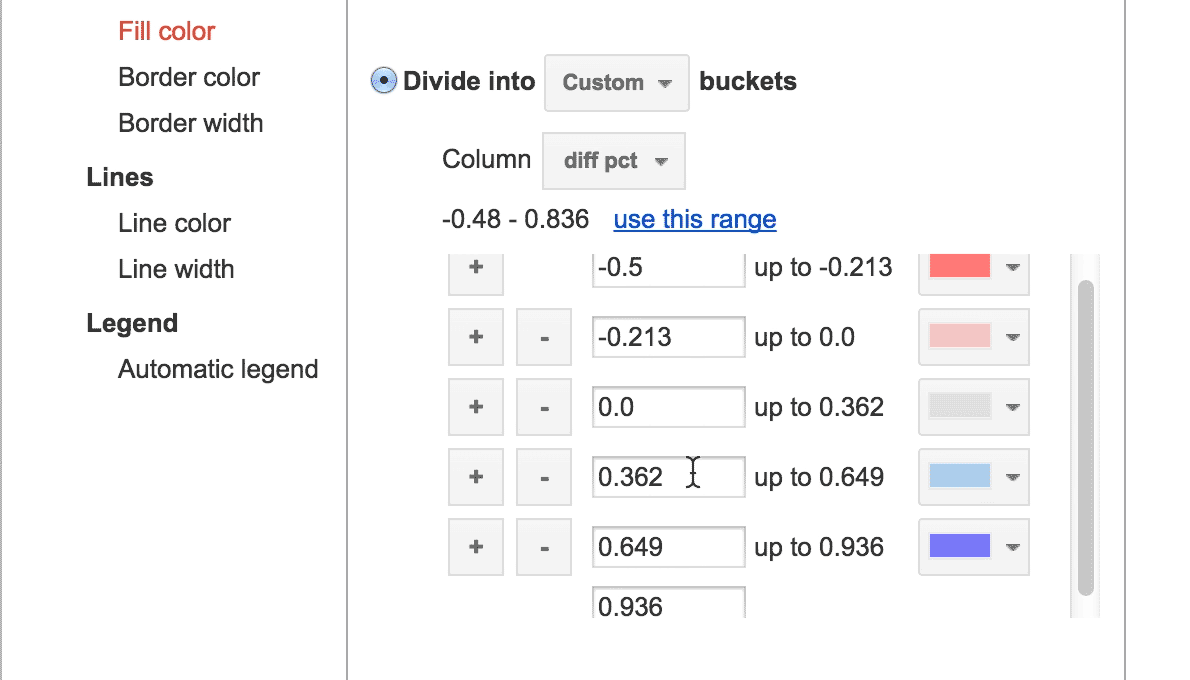 Fill color
Border color
Border width
Lines
Line color
Line width
Legend
Automatic legend
Divide into Custom buckets
Column diff pct
-0.48 - 0.836 use this range
+ -0.5 up to -0.213
+ - -0.213 up to 0.0
+ - 0.0 up to 0.362
+ - 0.362 up to 0.649
+ - 0.649 up to 0.936
0.936